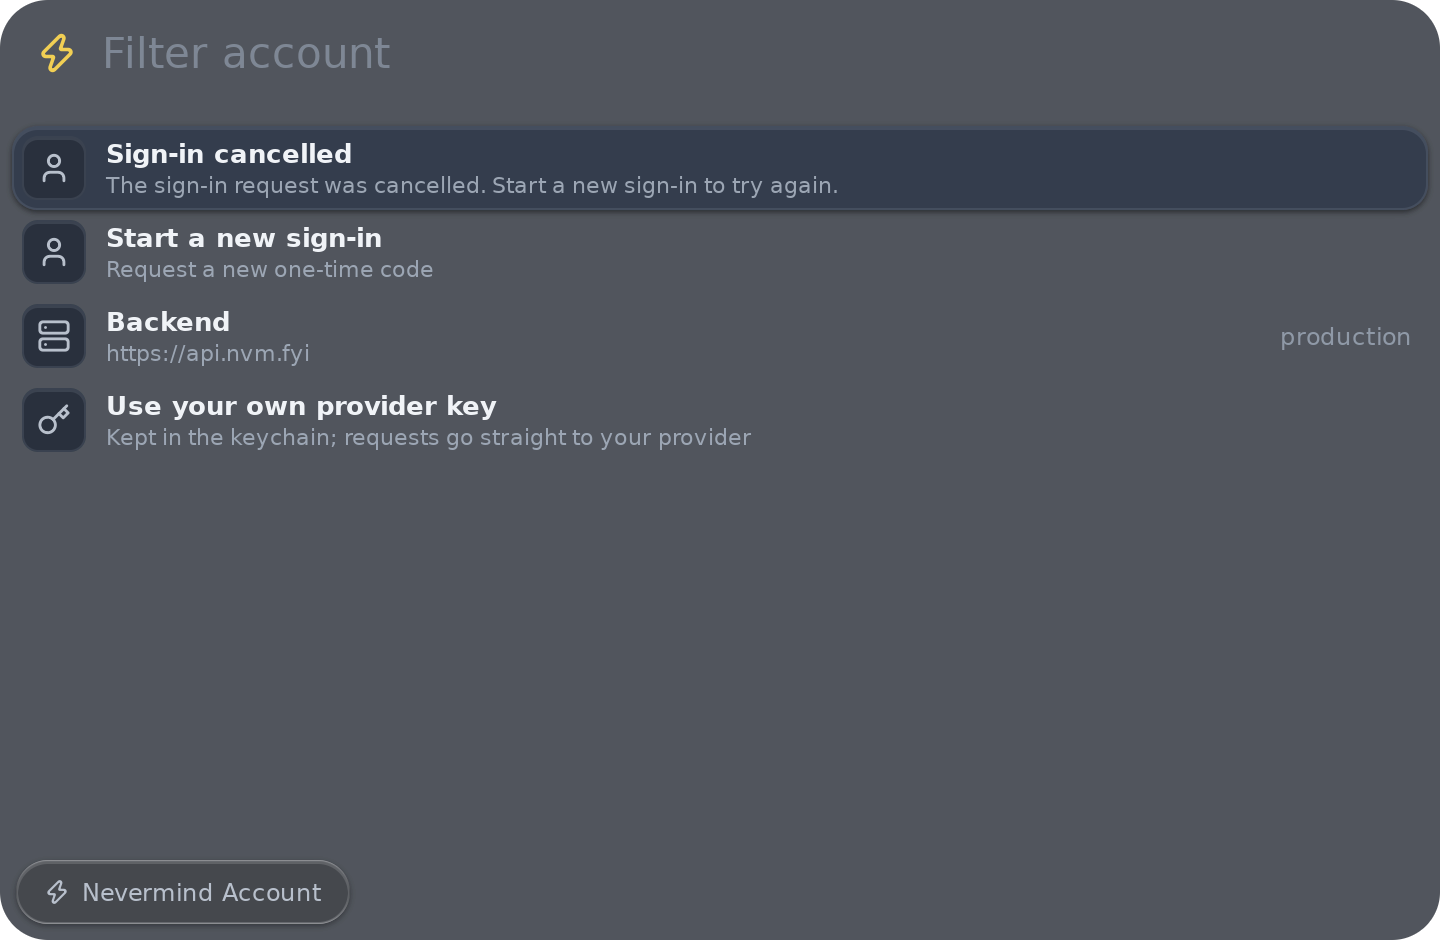 Filter account
Sign-in cancelled
The sign-in request was cancelled. Start a new sign-in to try again.
Start a new sign-in
Request a new one-time code
Backend
https://api.nvm.fyi
production
Use your own provider key
Kept in the keychain; requests go straight to your provider
Nevermind Account